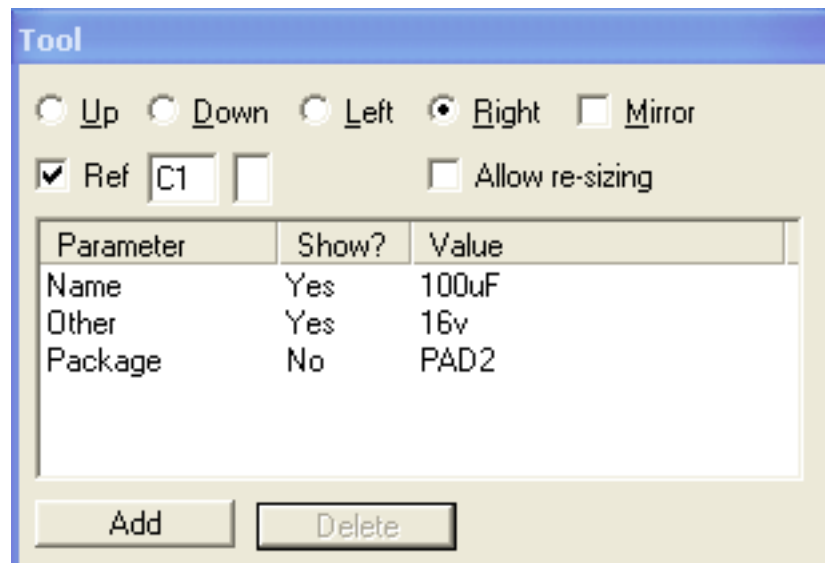 Tool
Up Down Left Right Mirror
Ref C1 Allow re-sizing
Parameter Show? Value
Name Yes 100uF
Other Yes 16v
Package No PAD2
Add Delete